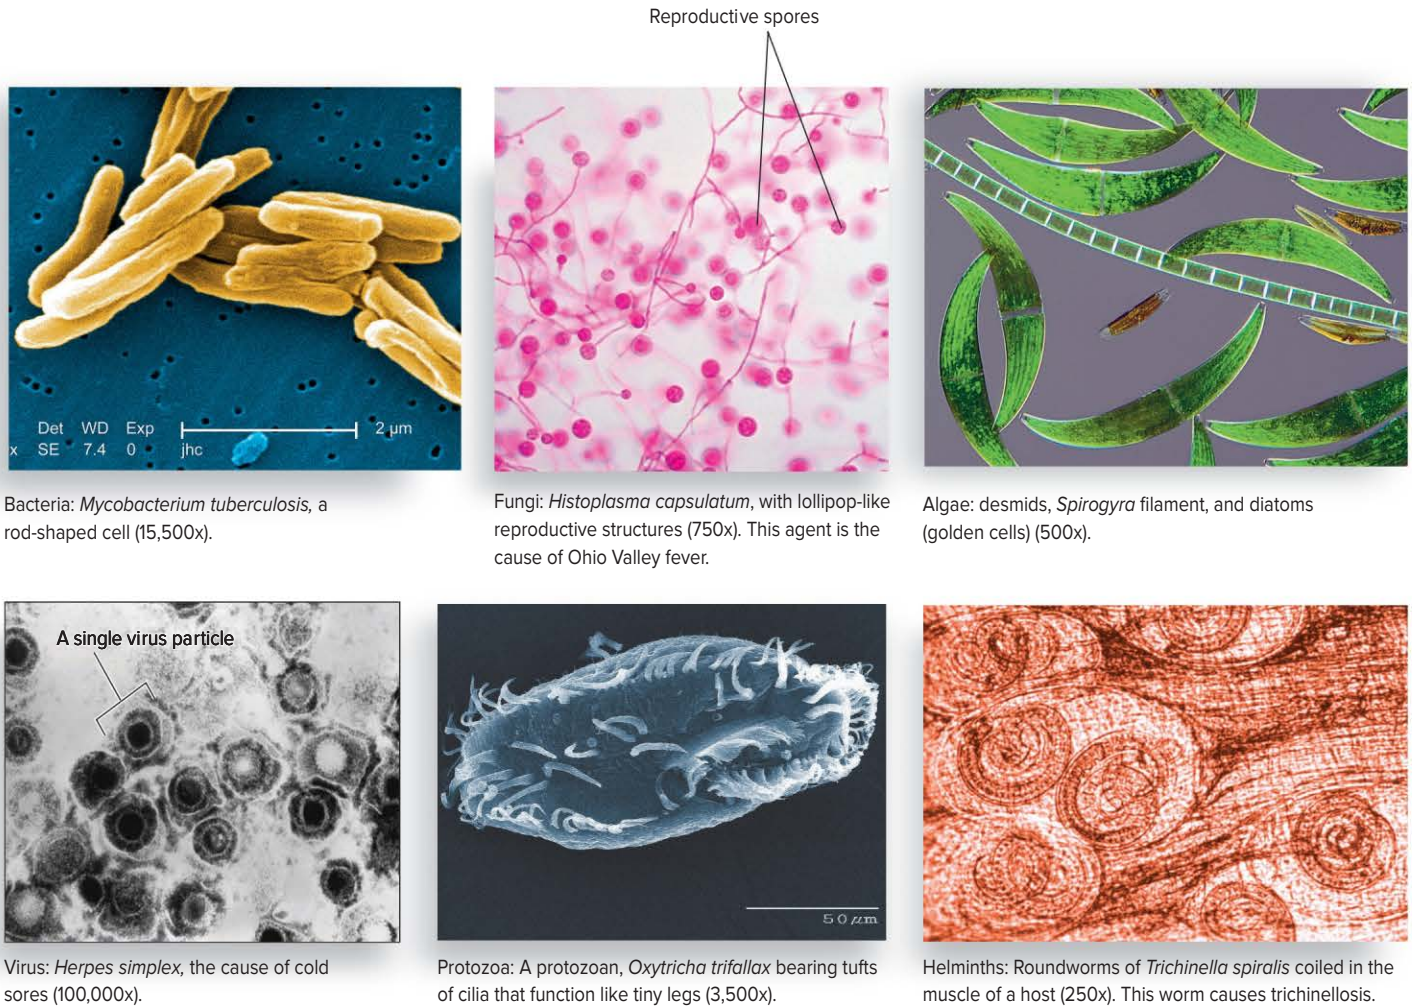 Reproductive spores
Det WD Exp
2 μm
x SE 7.4 0 jhc
Bacteria: Mycobacterium tuberculosis, a
rod-shaped cell (15,500x).
Fungi: Histoplasma capsulatum, with lollipop-like
reproductive structures (750x). This agent is the
cause of Ohio Valley fever.
Algae: desmids, Spirogyra filament, and diatoms
(golden cells) (500x).
A single virus particle
50 μm
Virus: Herpes simplex, the cause of cold
sores (100,000x).
Protozoa: A protozoan, Oxytricha trifallax bearing tufts
of cilia that function like tiny legs (3,500x).
Helminths: Roundworms of Trichinella spiralis coiled in the
muscle of a host (250x). This worm causes trichinellosis.